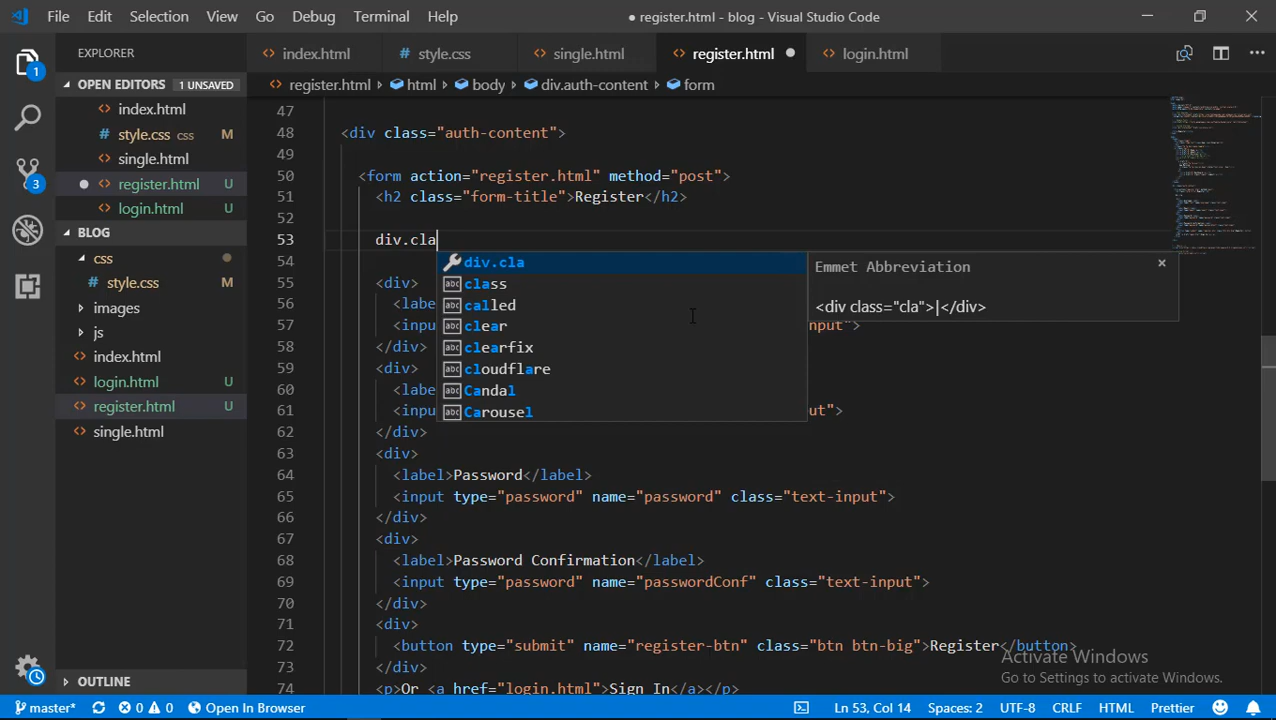 File Edit Selection View Go Debug Terminal Help ● register.html - blog - Visual Studio Code
EXPLORER
index.html style.css single.html register.html login.html
OPEN EDITORS 1 UNSAVED
register.html html body div.auth-content form
index.html
style.css css M
single.html
register.html U
login.html U
BLOG
css
style.css M
images
js
index.html
login.html U
register.html U
single.html
OUTLINE
1
3
47
48 <div class="auth-content">
49
50 <form action="register.html" method="post">
51 <h2 class="form-title">Register</h2>
52
53 div.cla
54
55 <div>
56 <labe
57 <inpu nput">
58 </div>
59 <div>
60 <labe
61 <inpu ut">
62 </div>
63 <div>
64 <label>Password</label>
65 <input type="password" name="password" class="text-input">
66 </div>
67 <div>
68 <label>Password Confirmation</label>
69 <input type="password" name="passwordConf" class="text-input">
70 </div>
71 <div>
72 <button type="submit" name="register-btn" class="btn btn-big">Register</button>
73 </div>
74 <p>Or <a href="login.html">Sign In</a></p>
div.cla
abc class
abc called
abc clear
abc clearfix
abc cloudflare
abc Candal
abc Carousel
Emmet Abbreviation ×
<div class="cla">|</div>
Activate Windows
Go to Settings to activate Windows.
master* 0 0 Open In Browser Ln 53, Col 14 Spaces: 2 UTF-8 CRLF HTML Prettier